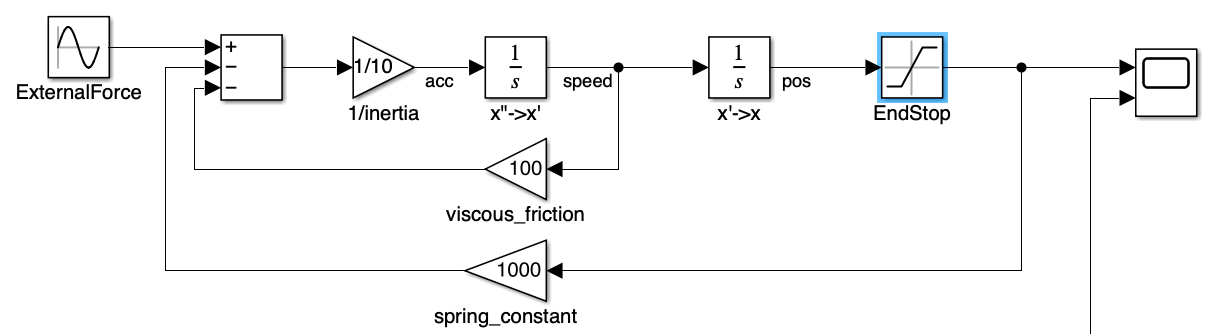 +
−
−
1/10
1
s
1
s
ExternalForce
acc
speed
pos
1/inertia
x''->x'
x'->x
EndStop
100
viscous_friction
1000
spring_constant